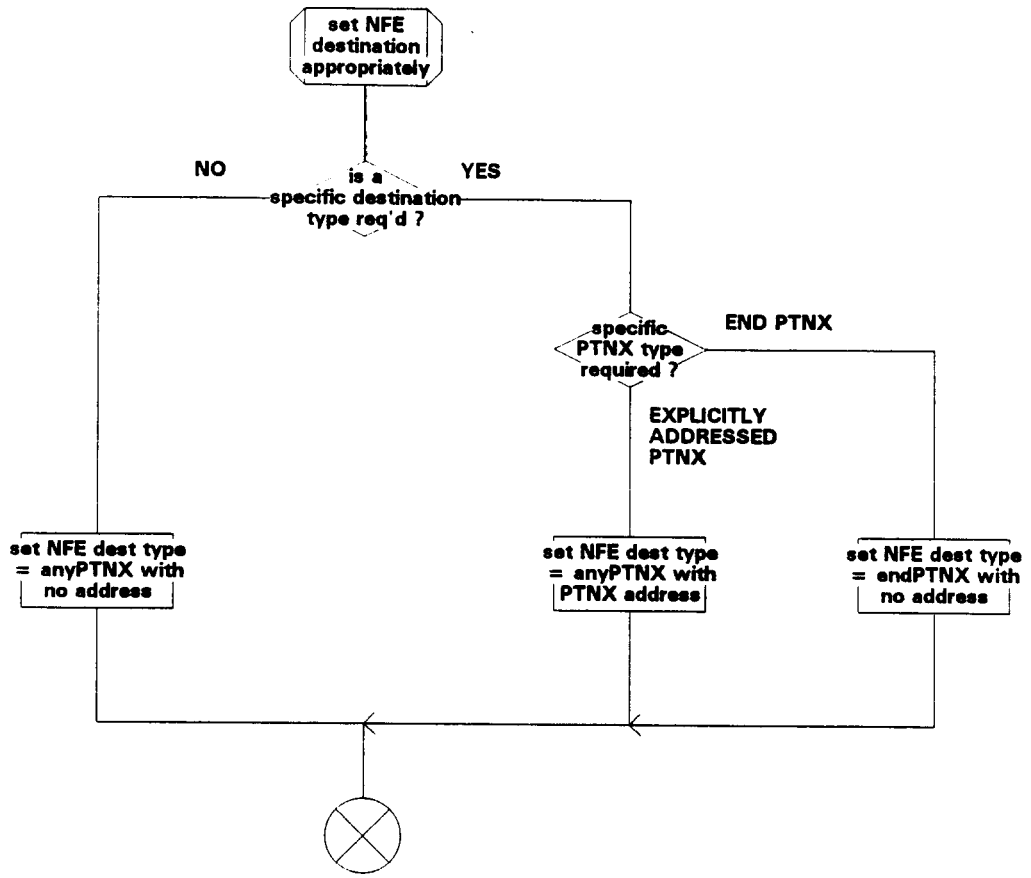 set NFE
destination
appropriately
NO
YES
is a
specific destination
type req'd ?
specific
PTNX type
required ?
END PTNX
EXPLICITLY
ADDRESSED
PTNX
set NFE dest type
= anyPTNX with
no address
set NFE dest type
= anyPTNX with
PTNX address
set NFE dest type
= endPTNX with
no address